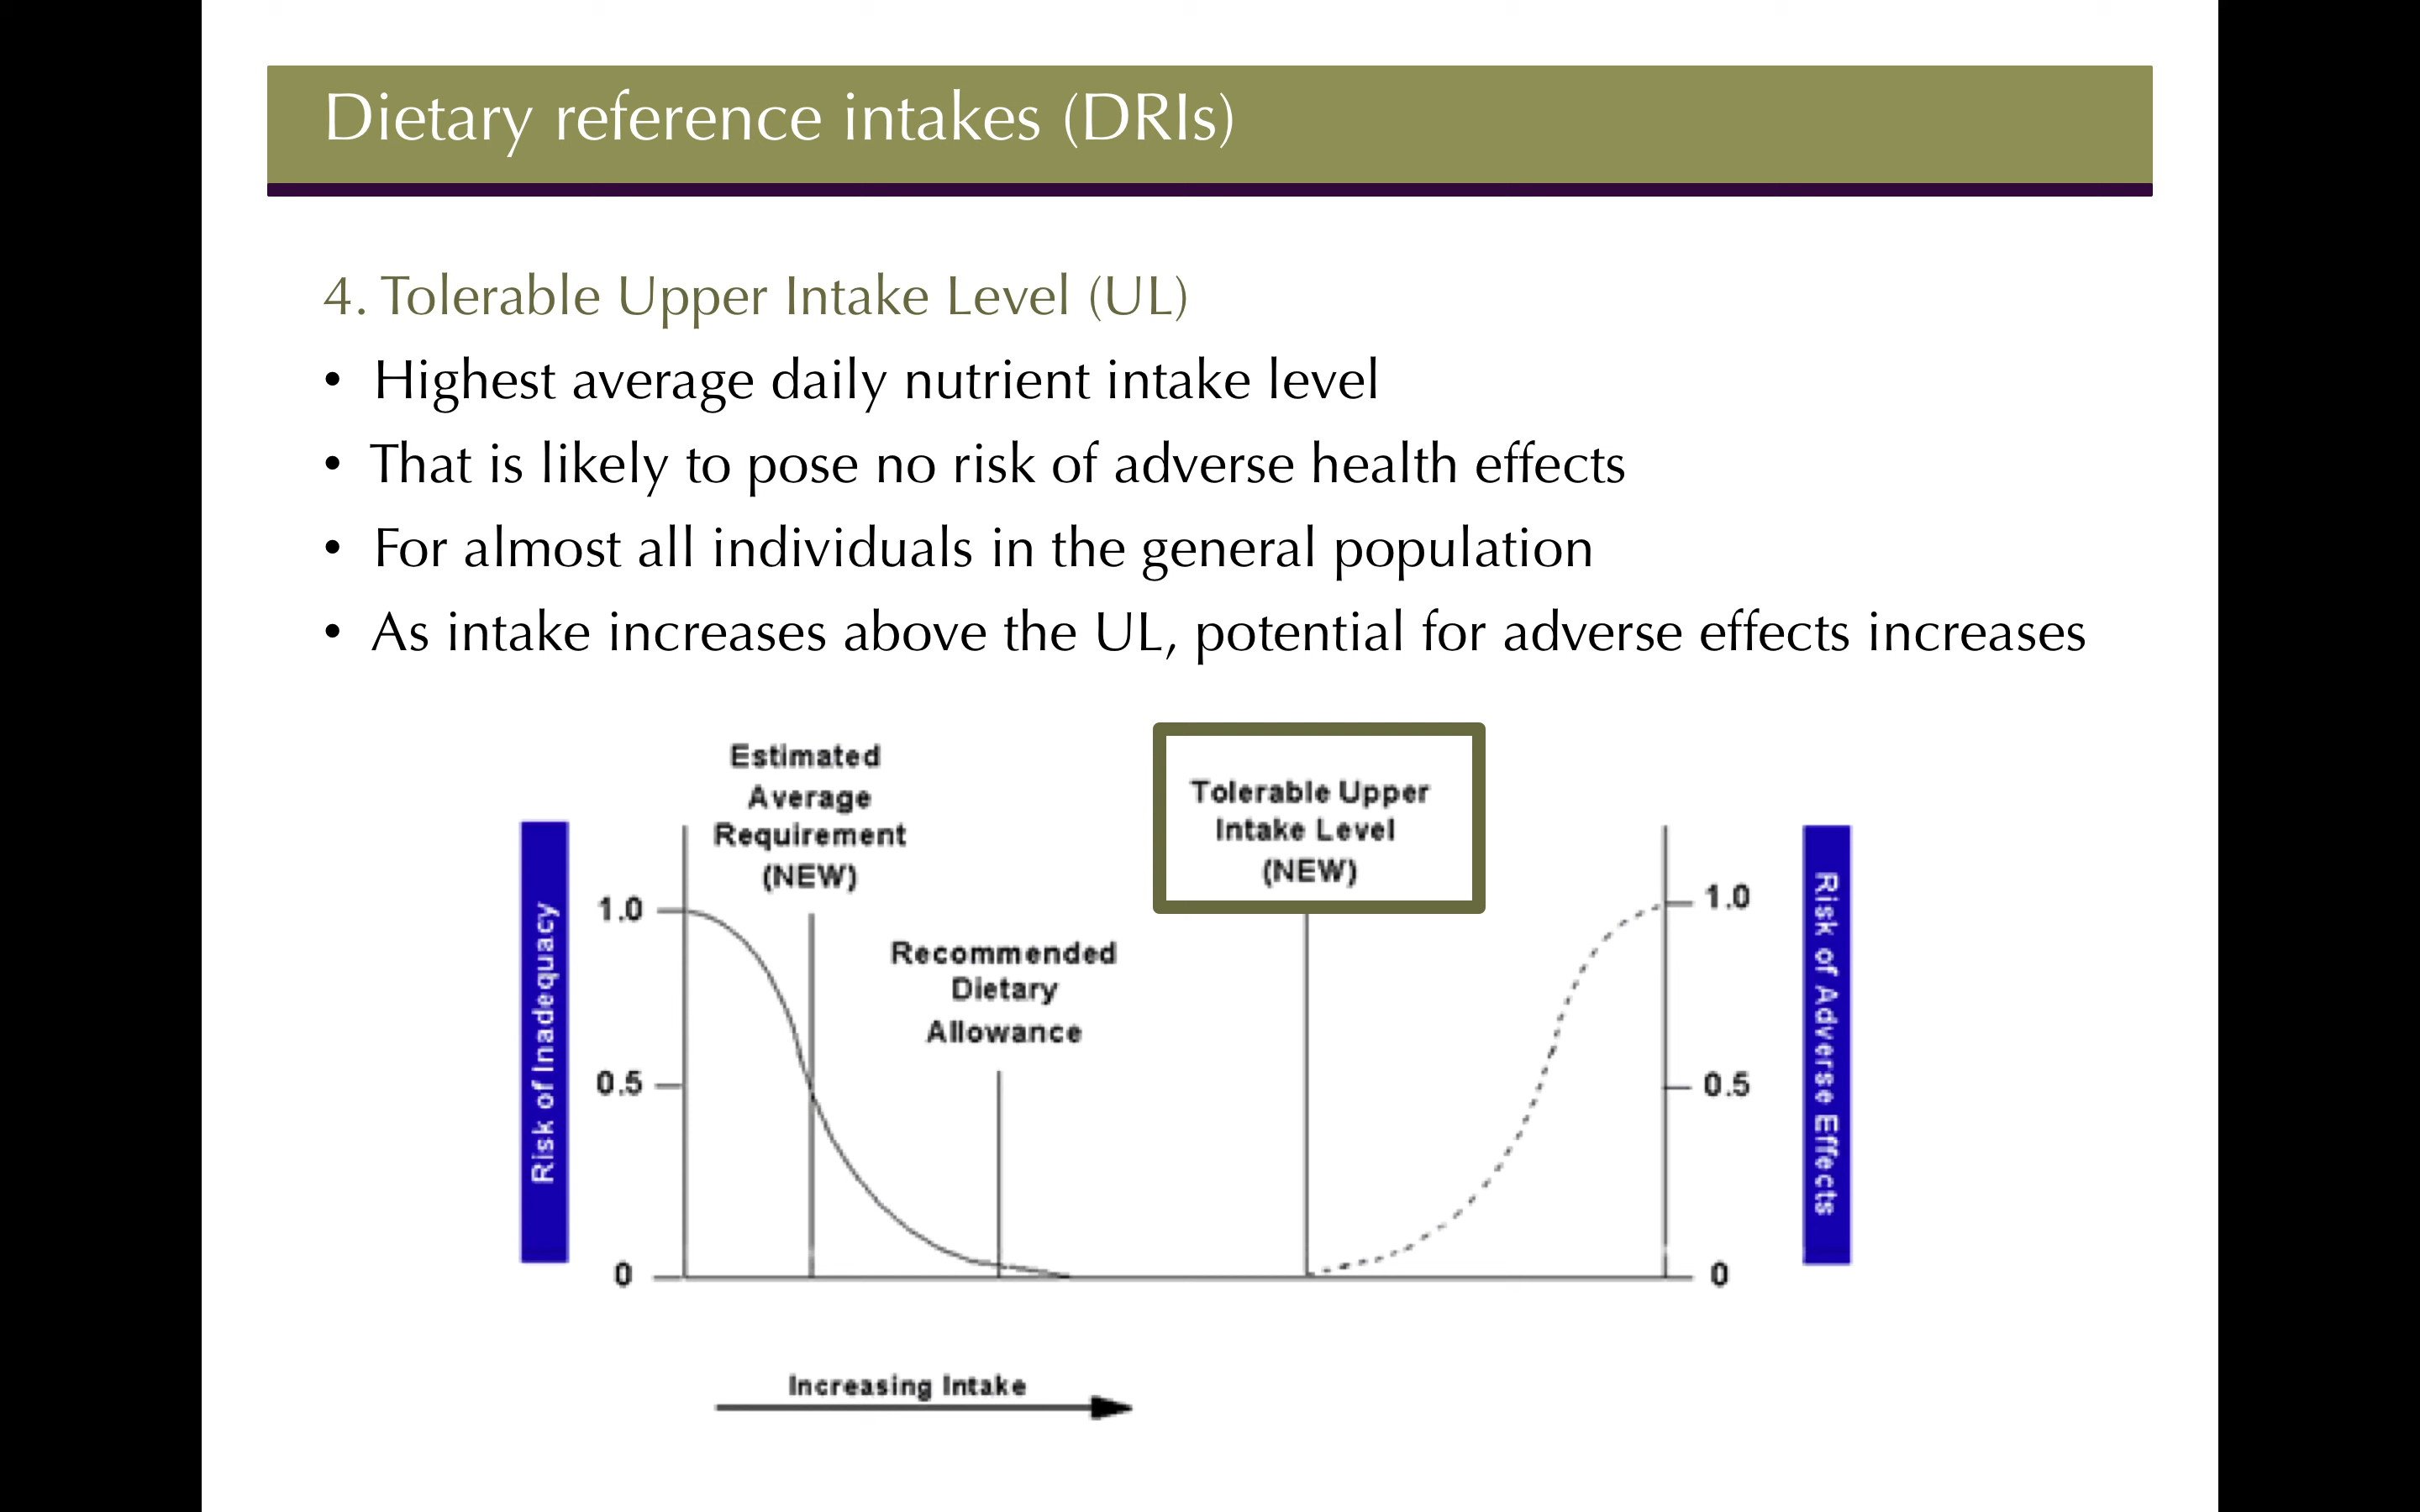 Dietary reference intakes (DRIs)
4. Tolerable Upper Intake Level (UL)
• Highest average daily nutrient intake level
• That is likely to pose no risk of adverse health effects
• For almost all individuals in the general population
• As intake increases above the UL, potential for adverse effects increases
Estimated
Average
Requirement
(NEW)
Tolerable Upper
Intake Level
(NEW)
Recommended
Dietary
Allowance
Risk of Inadequacy
1.0
0.5
0
1.0
0.5
0
Risk of Adverse Effects
Increasing Intake